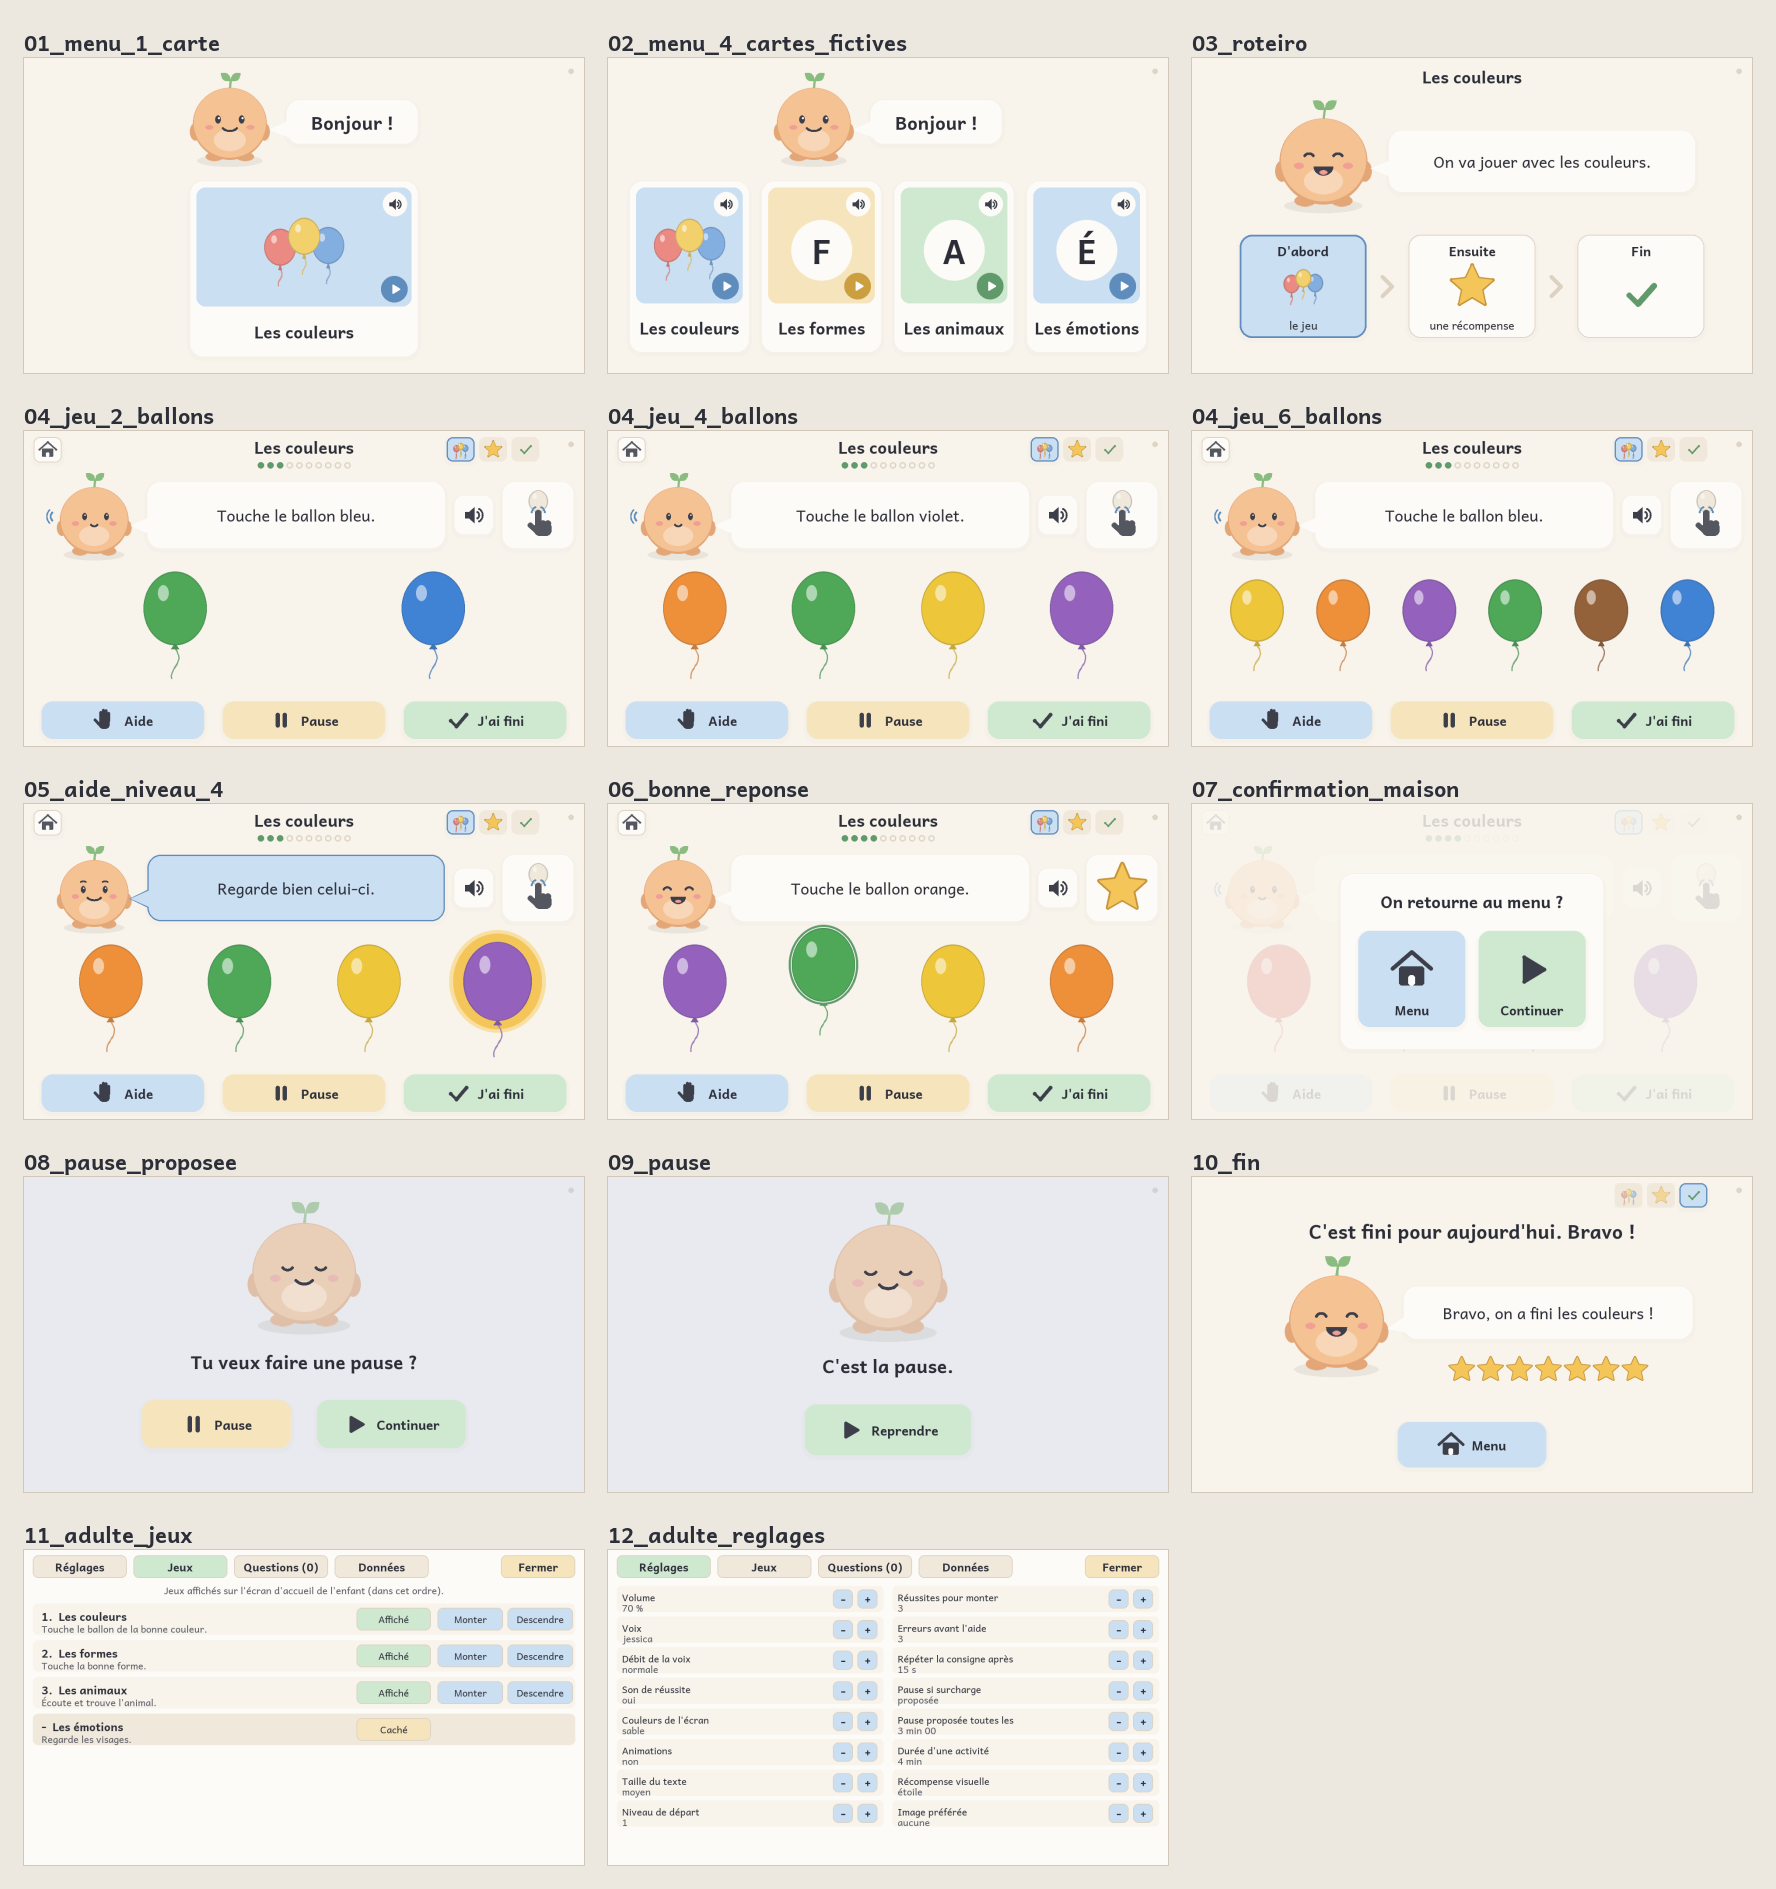 01_menu_1_carte
Bonjour !
Les couleurs
02_menu_4_cartes_fictives
Bonjour !
F
A
É
Les couleurs
Les formes
Les animaux
Les émotions
03_roteiro
Les couleurs
On va jouer avec les couleurs.
D'abord
le jeu
Ensuite
une récompense
Fin
04_jeu_2_ballons
Les couleurs
Touche le ballon bleu.
Aide
Pause
J'ai fini
04_jeu_4_ballons
Les couleurs
Touche le ballon violet.
Aide
Pause
J'ai fini
04_jeu_6_ballons
Les couleurs
Touche le ballon bleu.
Aide
Pause
J'ai fini
05_aide_niveau_4
Les couleurs
Regarde bien celui-ci.
Aide
Pause
J'ai fini
06_bonne_reponse
Les couleurs
Touche le ballon orange.
Aide
Pause
J'ai fini
07_confirmation_maison
Les couleurs
On retourne au menu ?
Menu
Continuer
Aide
Pause
J'ai fini
08_pause_proposee
Tu veux faire une pause ?
Pause
Continuer
09_pause
C'est la pause.
Reprendre
10_fin
C'est fini pour aujourd'hui. Bravo !
Bravo, on a fini les couleurs !
Menu
11_adulte_jeux
Réglages
Jeux
Questions (0)
Données
Fermer
Jeux affichés sur l'écran d'accueil de l'enfant (dans cet ordre).
1. Les couleurs
Touche le ballon de la bonne couleur.
Affiché
Monter
Descendre
2. Les formes
Touche la bonne forme.
Affiché
Monter
Descendre
3. Les animaux
Écoute et trouve l'animal.
Affiché
Monter
Descendre
- Les émotions
Regarde les visages.
Caché
12_adulte_reglages
Réglages
Jeux
Questions (0)
Données
Fermer
Volume
70 %
- +
Voix
jessica
- +
Débit de la voix
normale
- +
Son de réussite
oui
- +
Couleurs de l'écran
sable
- +
Animations
non
- +
Taille du texte
moyen
- +
Niveau de départ
1
- +
Réussites pour monter
3
- +
Erreurs avant l'aide
3
- +
Répéter la consigne après
15 s
- +
Pause si surcharge
proposée
- +
Pause proposée toutes les
3 min 00
- +
Durée d'une activité
4 min
- +
Récompense visuelle
étoile
- +
Image préférée
aucune
- +